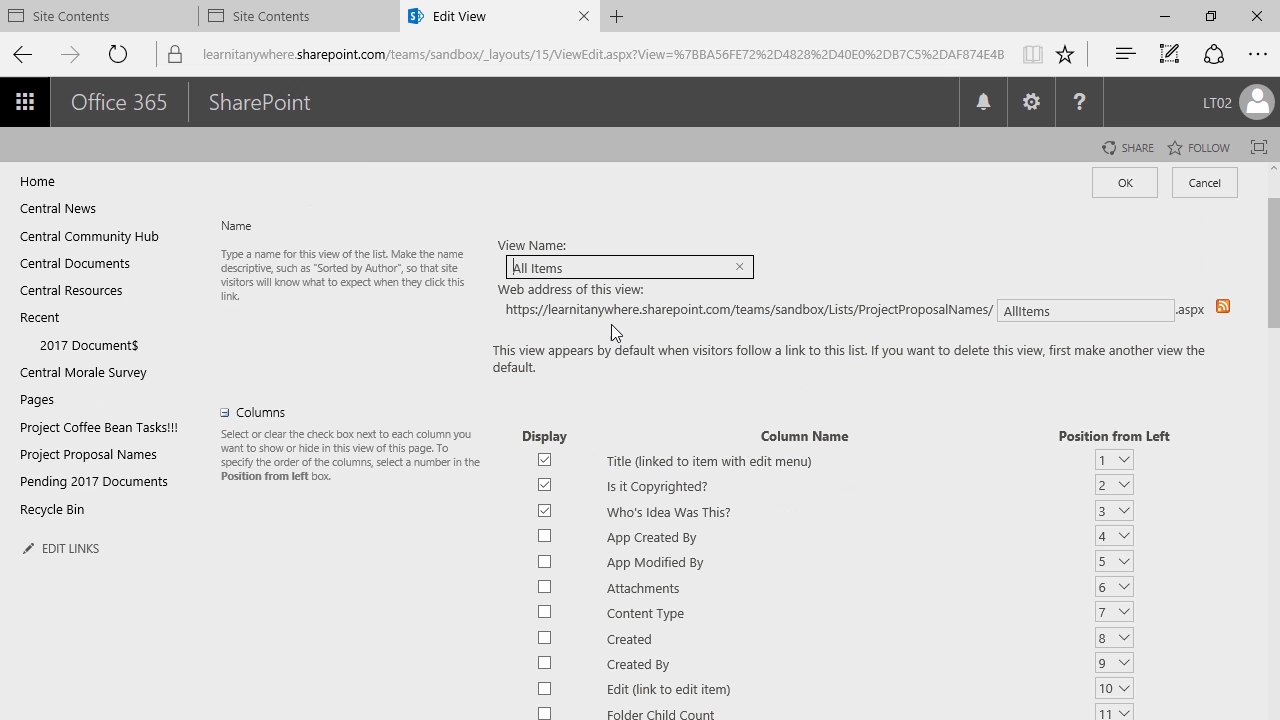 Site Contents
Site Contents
Edit View
learnitanywhere.sharepoint.com/teams/sandbox/_layouts/15/ViewEdit.aspx?View=%7BBA56FE72%2D4828%2D40E0%2DB7C5%2DAF874E4B
Office 365
SharePoint
LT02
SHARE
FOLLOW
Home
Central News
Central Community Hub
Central Documents
Central Resources
Recent
2017 Document$
Central Morale Survey
Pages
Project Coffee Bean Tasks!!!
Project Proposal Names
Pending 2017 Documents
Recycle Bin
EDIT LINKS
OK
Cancel
Name
Type a name for this view of the list. Make the name
descriptive, such as "Sorted by Author", so that site
visitors will know what to expect when they click this
link.
View Name:
All Items
Web address of this view:
https://learnitanywhere.sharepoint.com/teams/sandbox/Lists/ProjectProposalNames/ AllItems .aspx
This view appears by default when visitors follow a link to this list. If you want to delete this view, first make another view the
default.
Columns
Select or clear the check box next to each column you
want to show or hide in this view of this page. To
specify the order of the columns, select a number in the
Position from left box.
Display Column Name Position from Left
Title (linked to item with edit menu) 1
Is it Copyrighted? 2
Who's Idea Was This? 3
App Created By 4
App Modified By 5
Attachments 6
Content Type 7
Created 8
Created By 9
Edit (link to edit item) 10
Folder Child Count 11